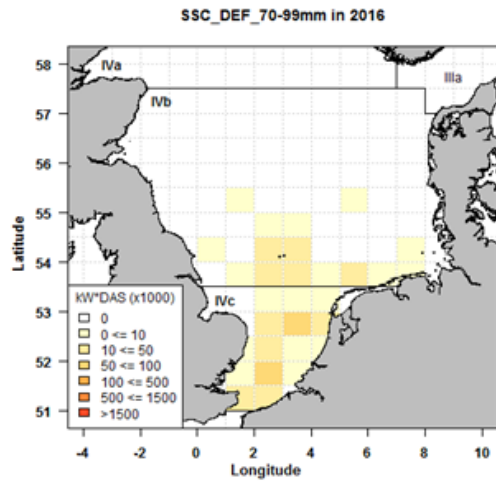 SSC_DEF_70-99mm in 2016
58
57
56
55
54
53
52
51
Latitude
IVa
IVb
IIIa
IVc
kW*DAS (x1000)
0
0 <= 10
10 <= 50
50 <= 100
100 <= 500
500 <= 1500
>1500
-4 -2 0 2 4 6 8 10
Longitude